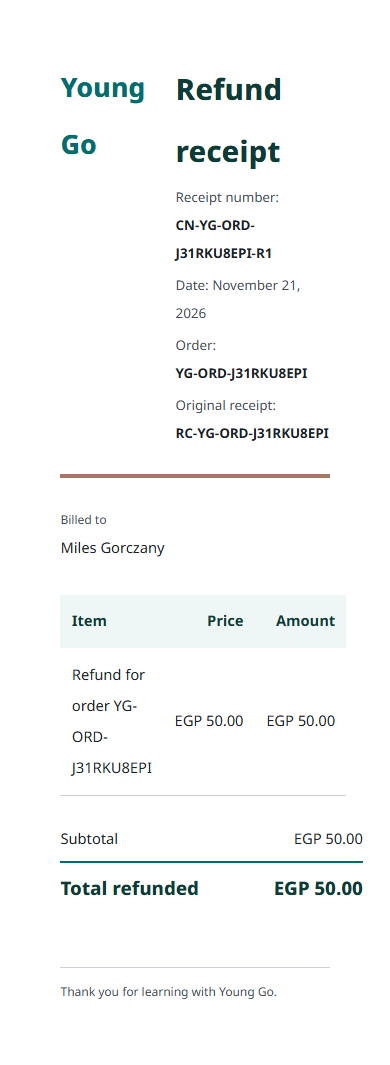 Young
Go
Refund
receipt
Receipt number:
CN-YG-ORD-
J31RKU8EPI-R1
Date: November 21,
2026
Order:
YG-ORD-J31RKU8EPI
Original receipt:
RC-YG-ORD-J31RKU8EPI
Billed to
Miles Gorczany
Item Price Amount
Refund for
order YG-
ORD-
J31RKU8EPI
EGP 50.00 EGP 50.00
Subtotal EGP 50.00
Total refunded EGP 50.00
Thank you for learning with Young Go.